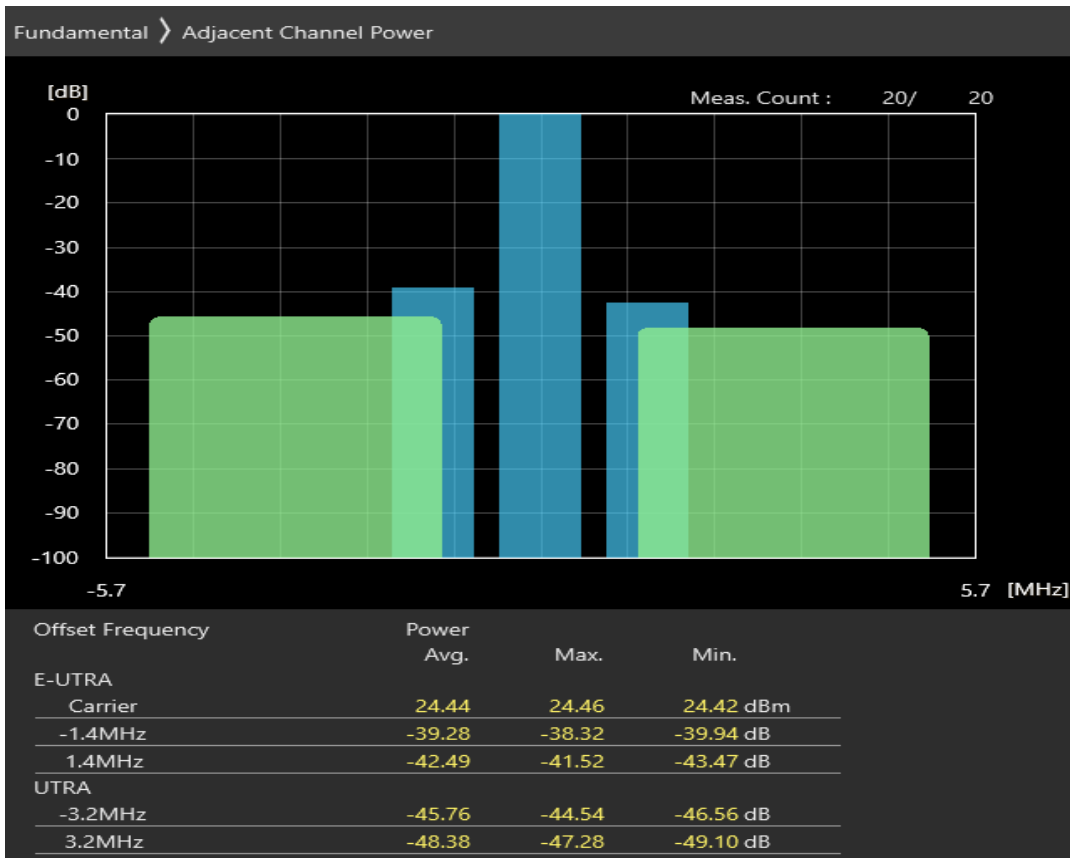 Fundamental 〉 Adjacent Channel Power
[dB]
Meas. Count : 20/ 20
0
-10
-20
-30
-40
-50
-60
-70
-80
-90
-100
-5.7 5.7 [MHz]
Offset Frequency Power
Avg. Max. Min.
E-UTRA
Carrier 24.44 24.46 24.42 dBm
-1.4MHz -39.28 -38.32 -39.94 dB
1.4MHz -42.49 -41.52 -43.47 dB
UTRA
-3.2MHz -45.76 -44.54 -46.56 dB
3.2MHz -48.38 -47.28 -49.10 dB